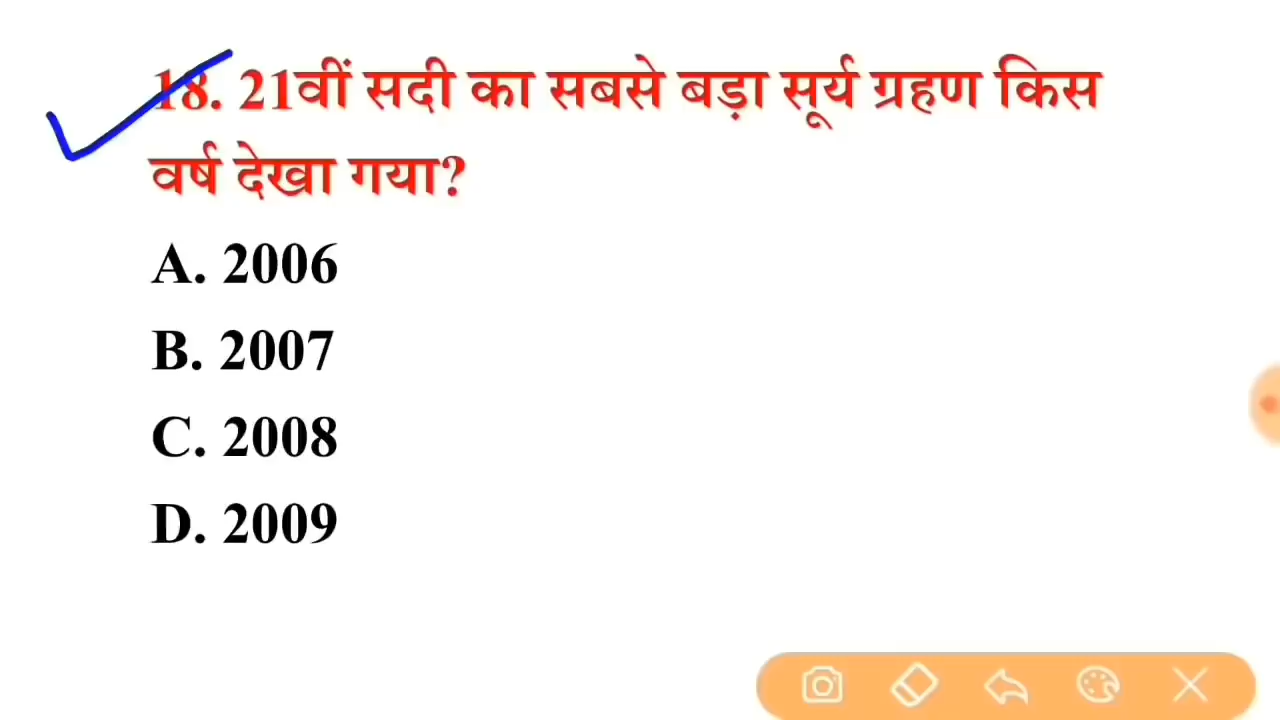 18. 21वीं सदी का सबसे बड़ा सूर्य ग्रहण किस
वर्ष देखा गया?
A. 2006
B. 2007
C. 2008
D. 2009